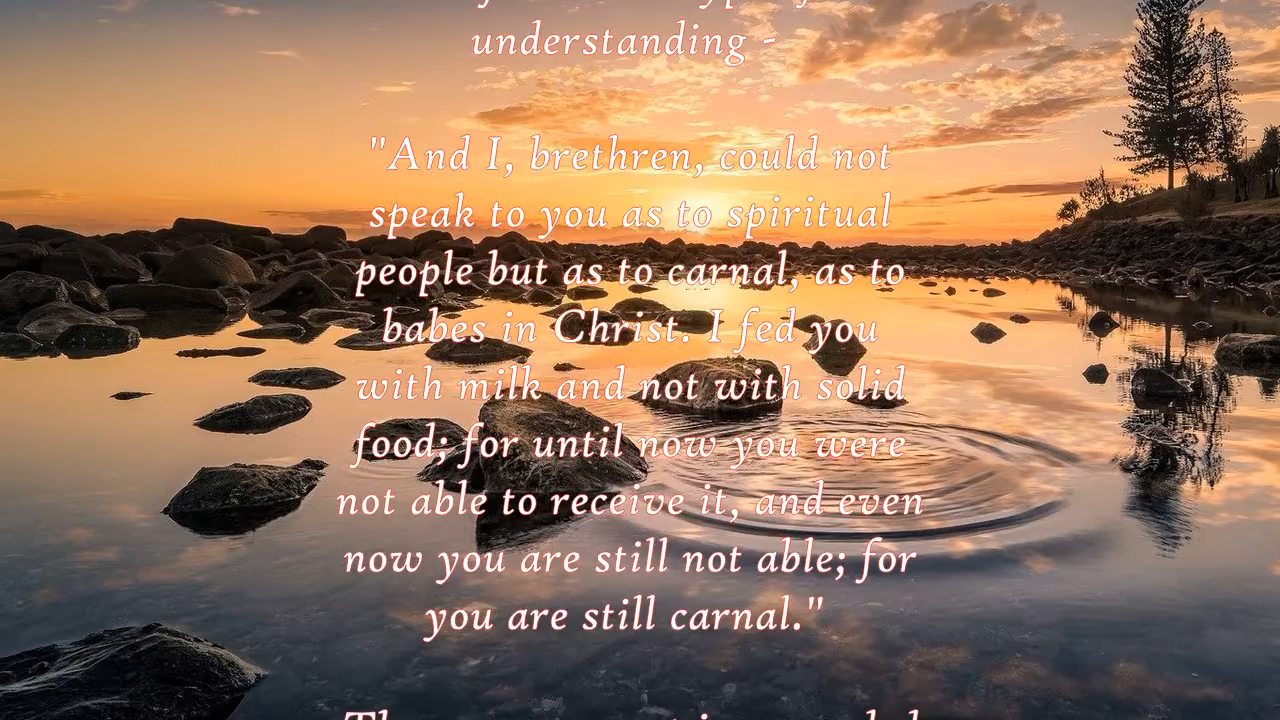 understanding -
"And I, brethren, could not
speak to you as to spiritual
people but as to carnal, as to
babes in Christ. I fed you
with milk and not with solid
food; for until now you were
not able to receive it, and even
now you are still not able; for
you are still carnal."